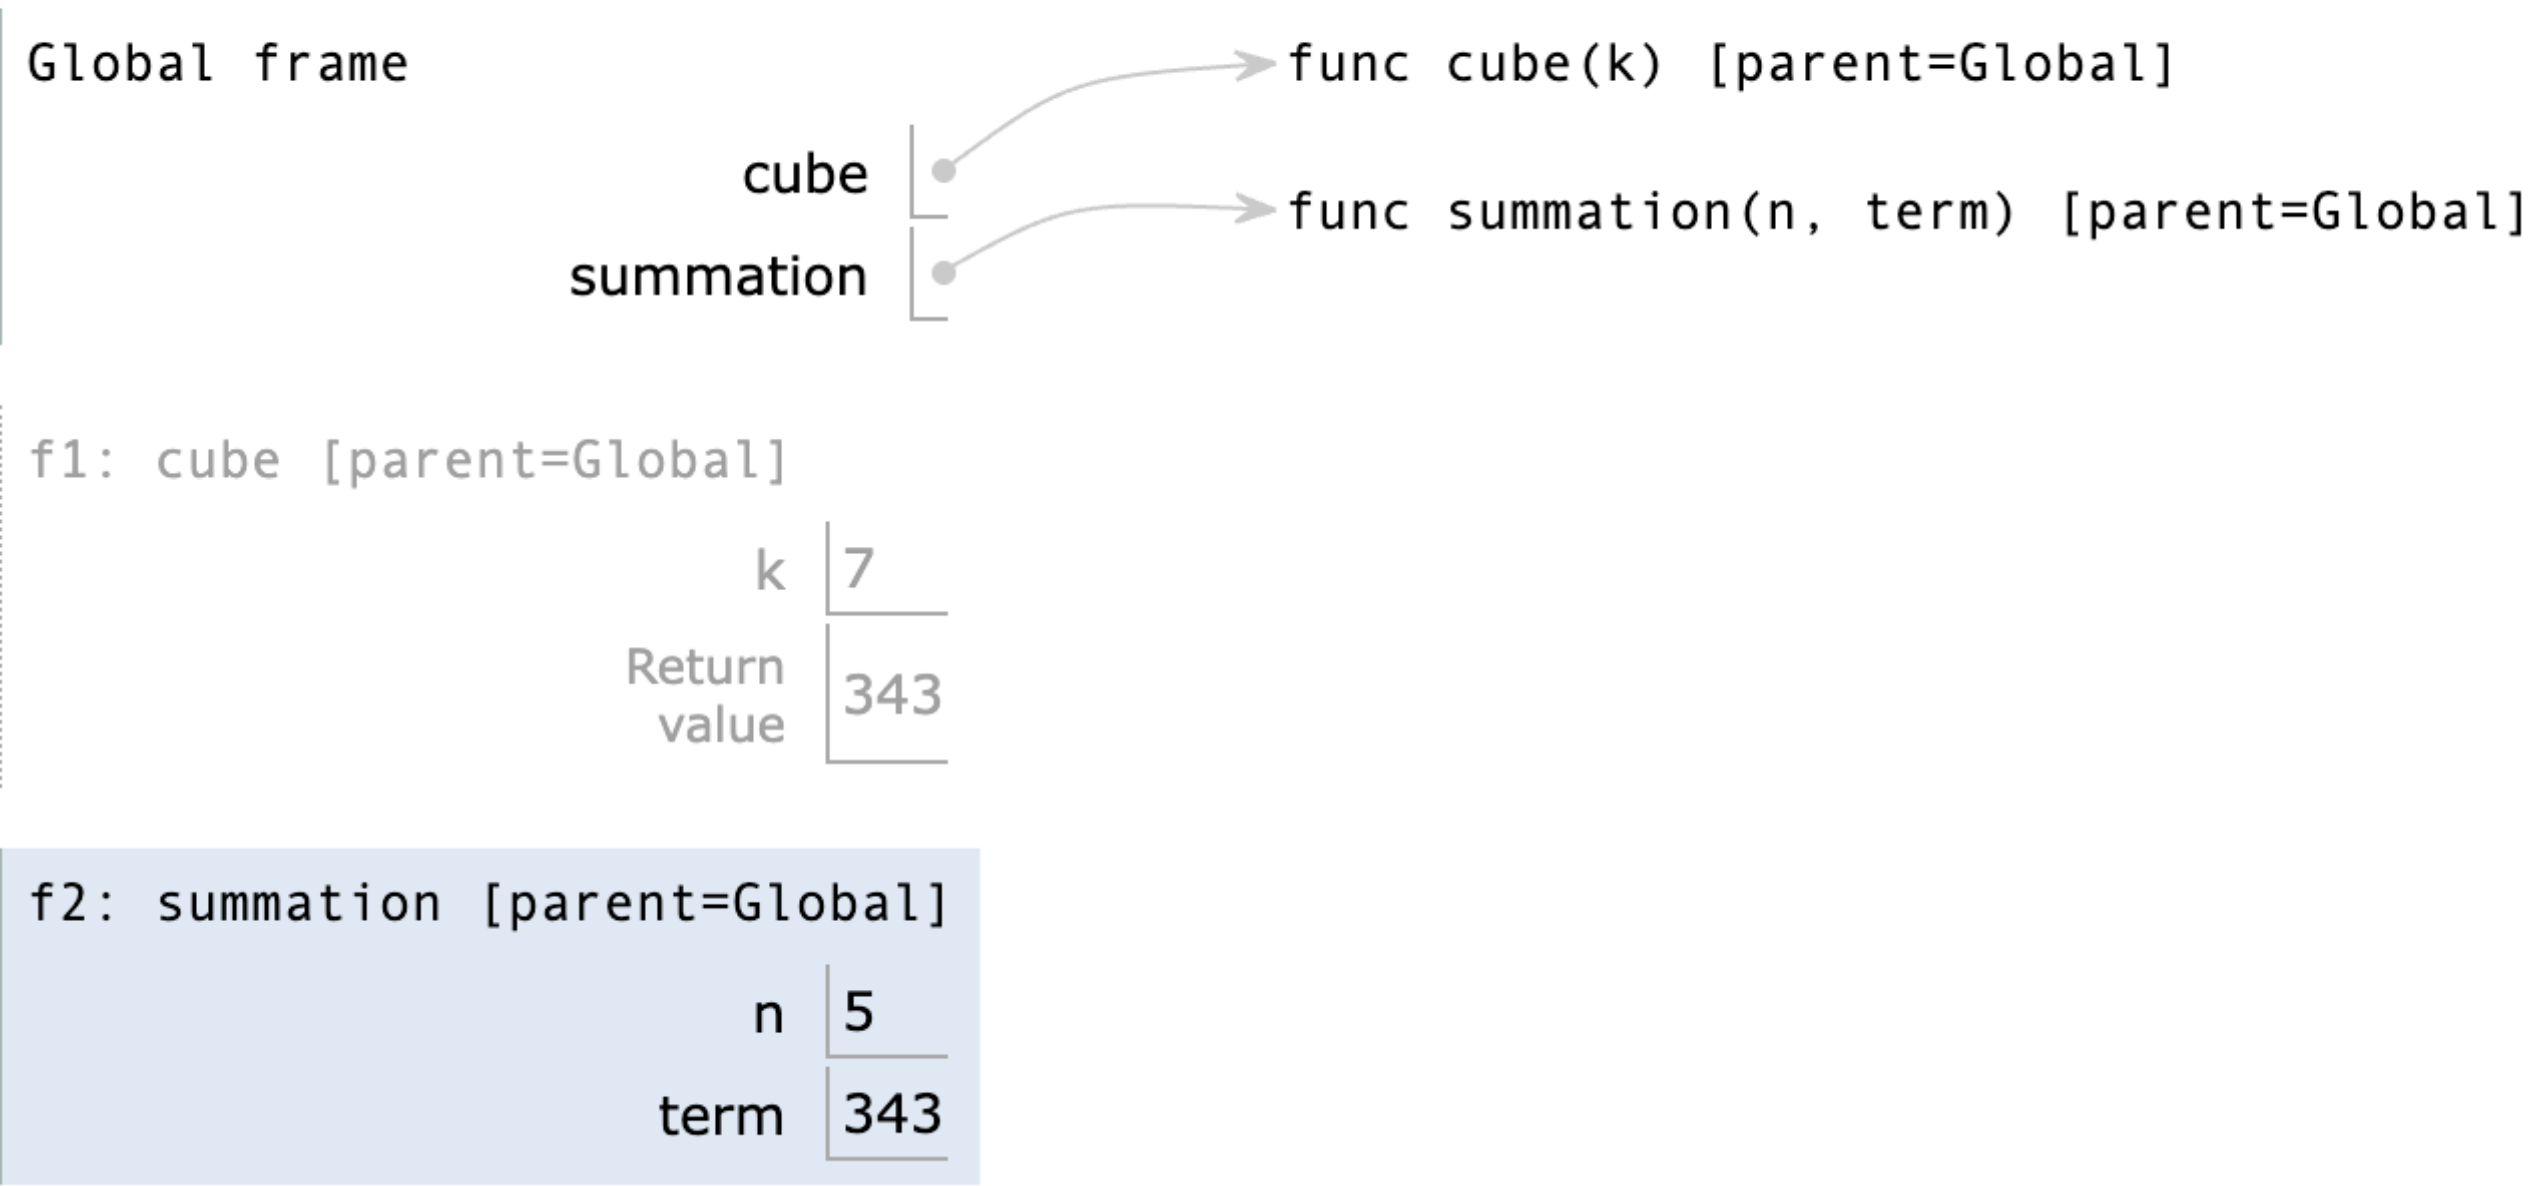 Global frame
func cube(k) [parent=Global]
cube
func summation(n, term) [parent=Global]
summation
f1: cube [parent=Global]
k 7
Return
value 343
f2: summation [parent=Global]
n 5
term 343